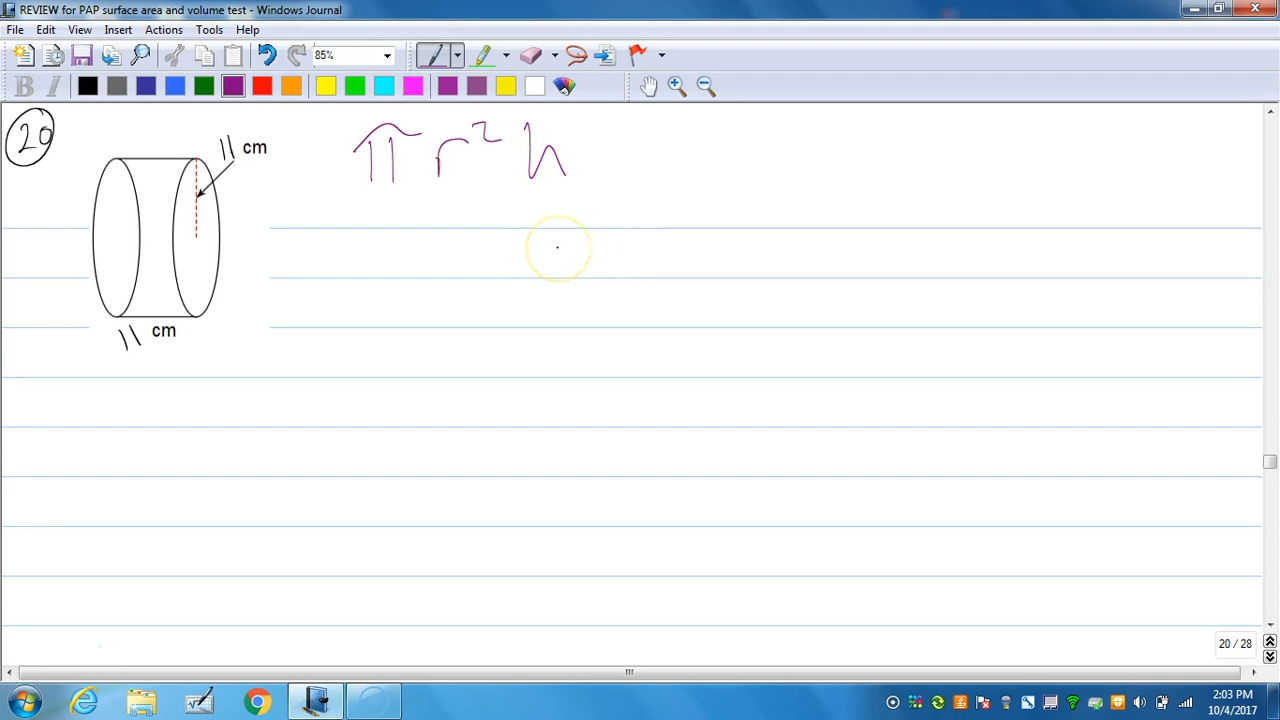 REVIEW for PAP surface area and volume test - Windows Journal
File Edit View Insert Actions Tools Help
85%
B I
20
11 cm
π r² h
11 cm
20 / 28
2:03 PM
10/4/2017